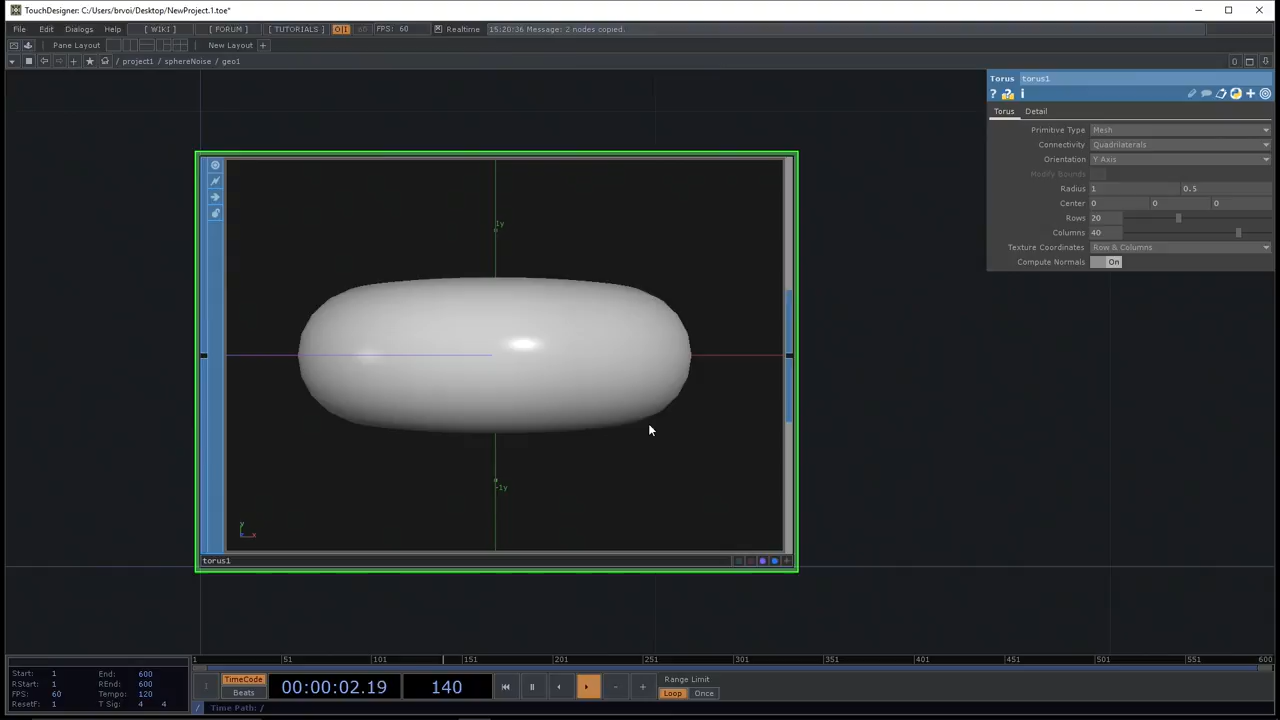 TouchDesigner: C:/Users/brvoi/Desktop/NewProject.1.toe*
File Edit Dialogs Help [ WIKI ] [ FORUM ] [ TUTORIALS ] O|I FPS: 60 Realtime 15:20:36 Message: 2 nodes copied.
Pane Layout New Layout +
/ project1 / sphereNoise / geo1 0
Torus torus1
? ? i
Torus Detail
Primitive Type Mesh
Connectivity Quadrilaterals
Orientation Y Axis
Modify Bounds
Radius 1 0.5
Center 0 0 0
Rows 20
Columns 40
Texture Coordinates Row & Columns
Compute Normals On
1y
-1y
y
x
torus1
1 51 101 151 201 251 301 351 401 451 501 551 600
Start: 1 End: 600
RStart: 1 REnd: 600
FPS: 60 Tempo: 120
ResetF: 1 T Sig: 4 4
TimeCode
Beats
00:00:02.19 140
Range Limit
Loop Once
/ Time Path: /